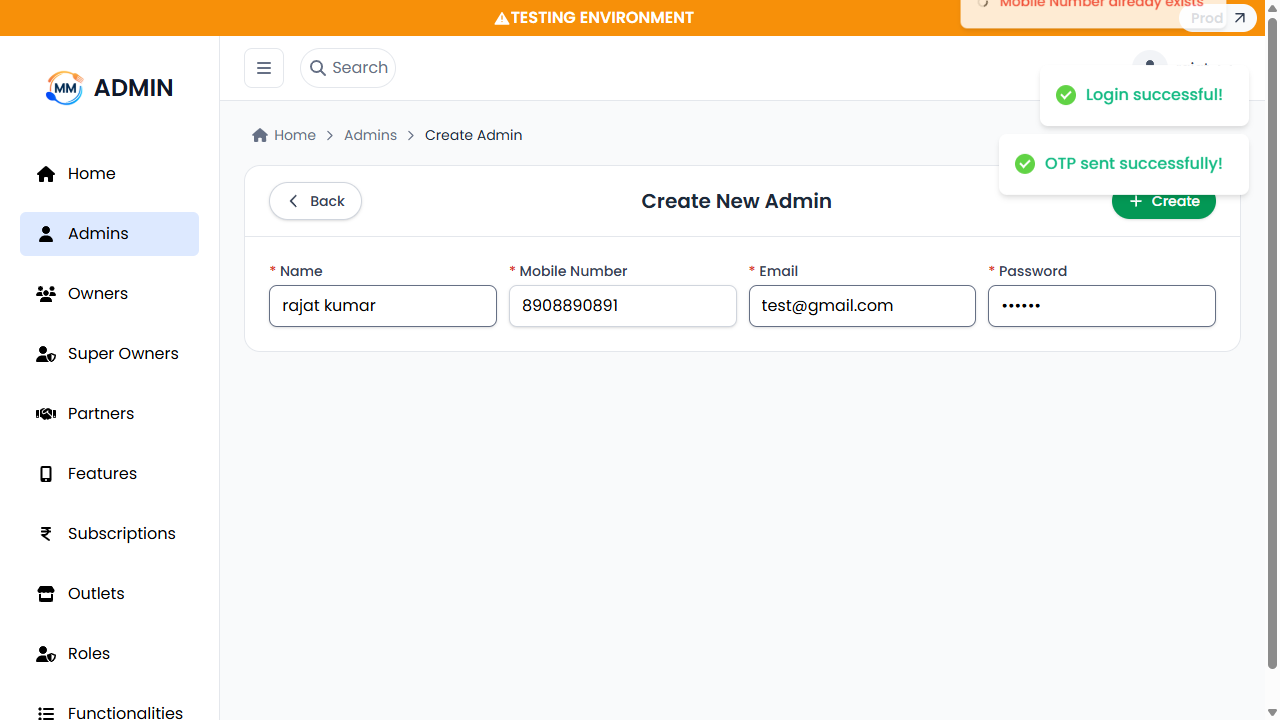 ⚠TESTING ENVIRONMENT
Mobile Number already exists
Prod
MM ADMIN
Search
Login successful!
Home
Admins
Create Admin
OTP sent successfully!
Back
Create New Admin
+ Create
* Name
* Mobile Number
* Email
* Password
rajat kumar
8908890891
test@gmail.com
••••••
Home
Admins
Owners
Super Owners
Partners
Features
Subscriptions
Outlets
Roles
Functionalities